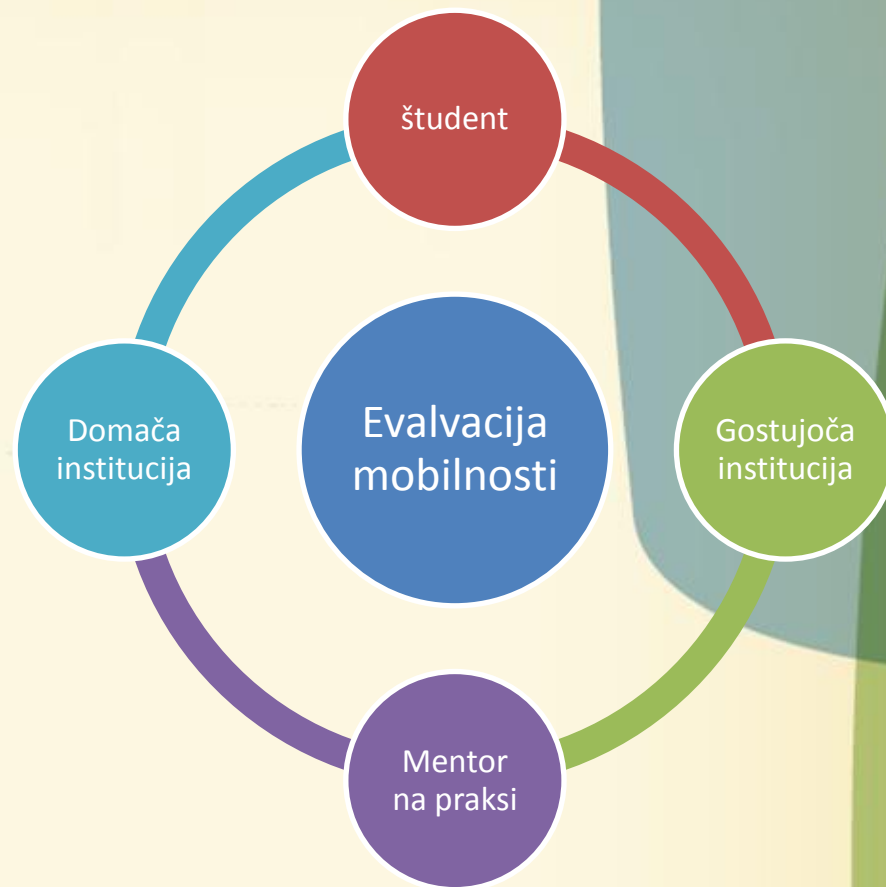 študent
Domača
institucija
Evalvacija
mobilnosti
Gostujoča
institucija
Mentor
na praksi